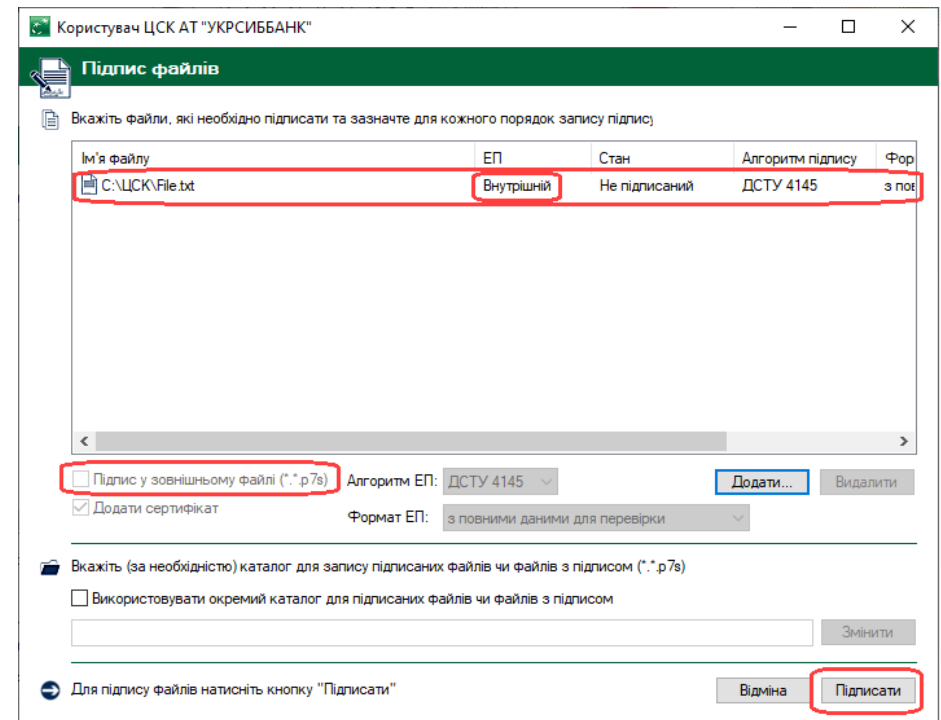 Користувач ЦСК АТ "УКРСИББАНК"
Підпис файлів
Вкажіть файли, які необхідно підписати та зазначте для кожного порядок запису підпису
Ім'я файлу ЕП Стан Алгоритм підпису Фор
C:\ЦСК\File.txt Внутрішній Не підписаний ДСТУ 4145 з пов
Підпис у зовнішньому файлі (*.*.p7s) Алгоритм ЕП: ДСТУ 4145 Додати... Видалити
Додати сертифікат
Формат ЕП: з повними даними для перевірки
Вкажіть (за необхідністю) каталог для запису підписаних файлів чи файлів з підписом (*.*.p7s)
Використовувати окремий каталог для підписаних файлів чи файлів з підписом
Змінити
Для підпису файлів натисніть кнопку "Підписати" Відміна Підписати